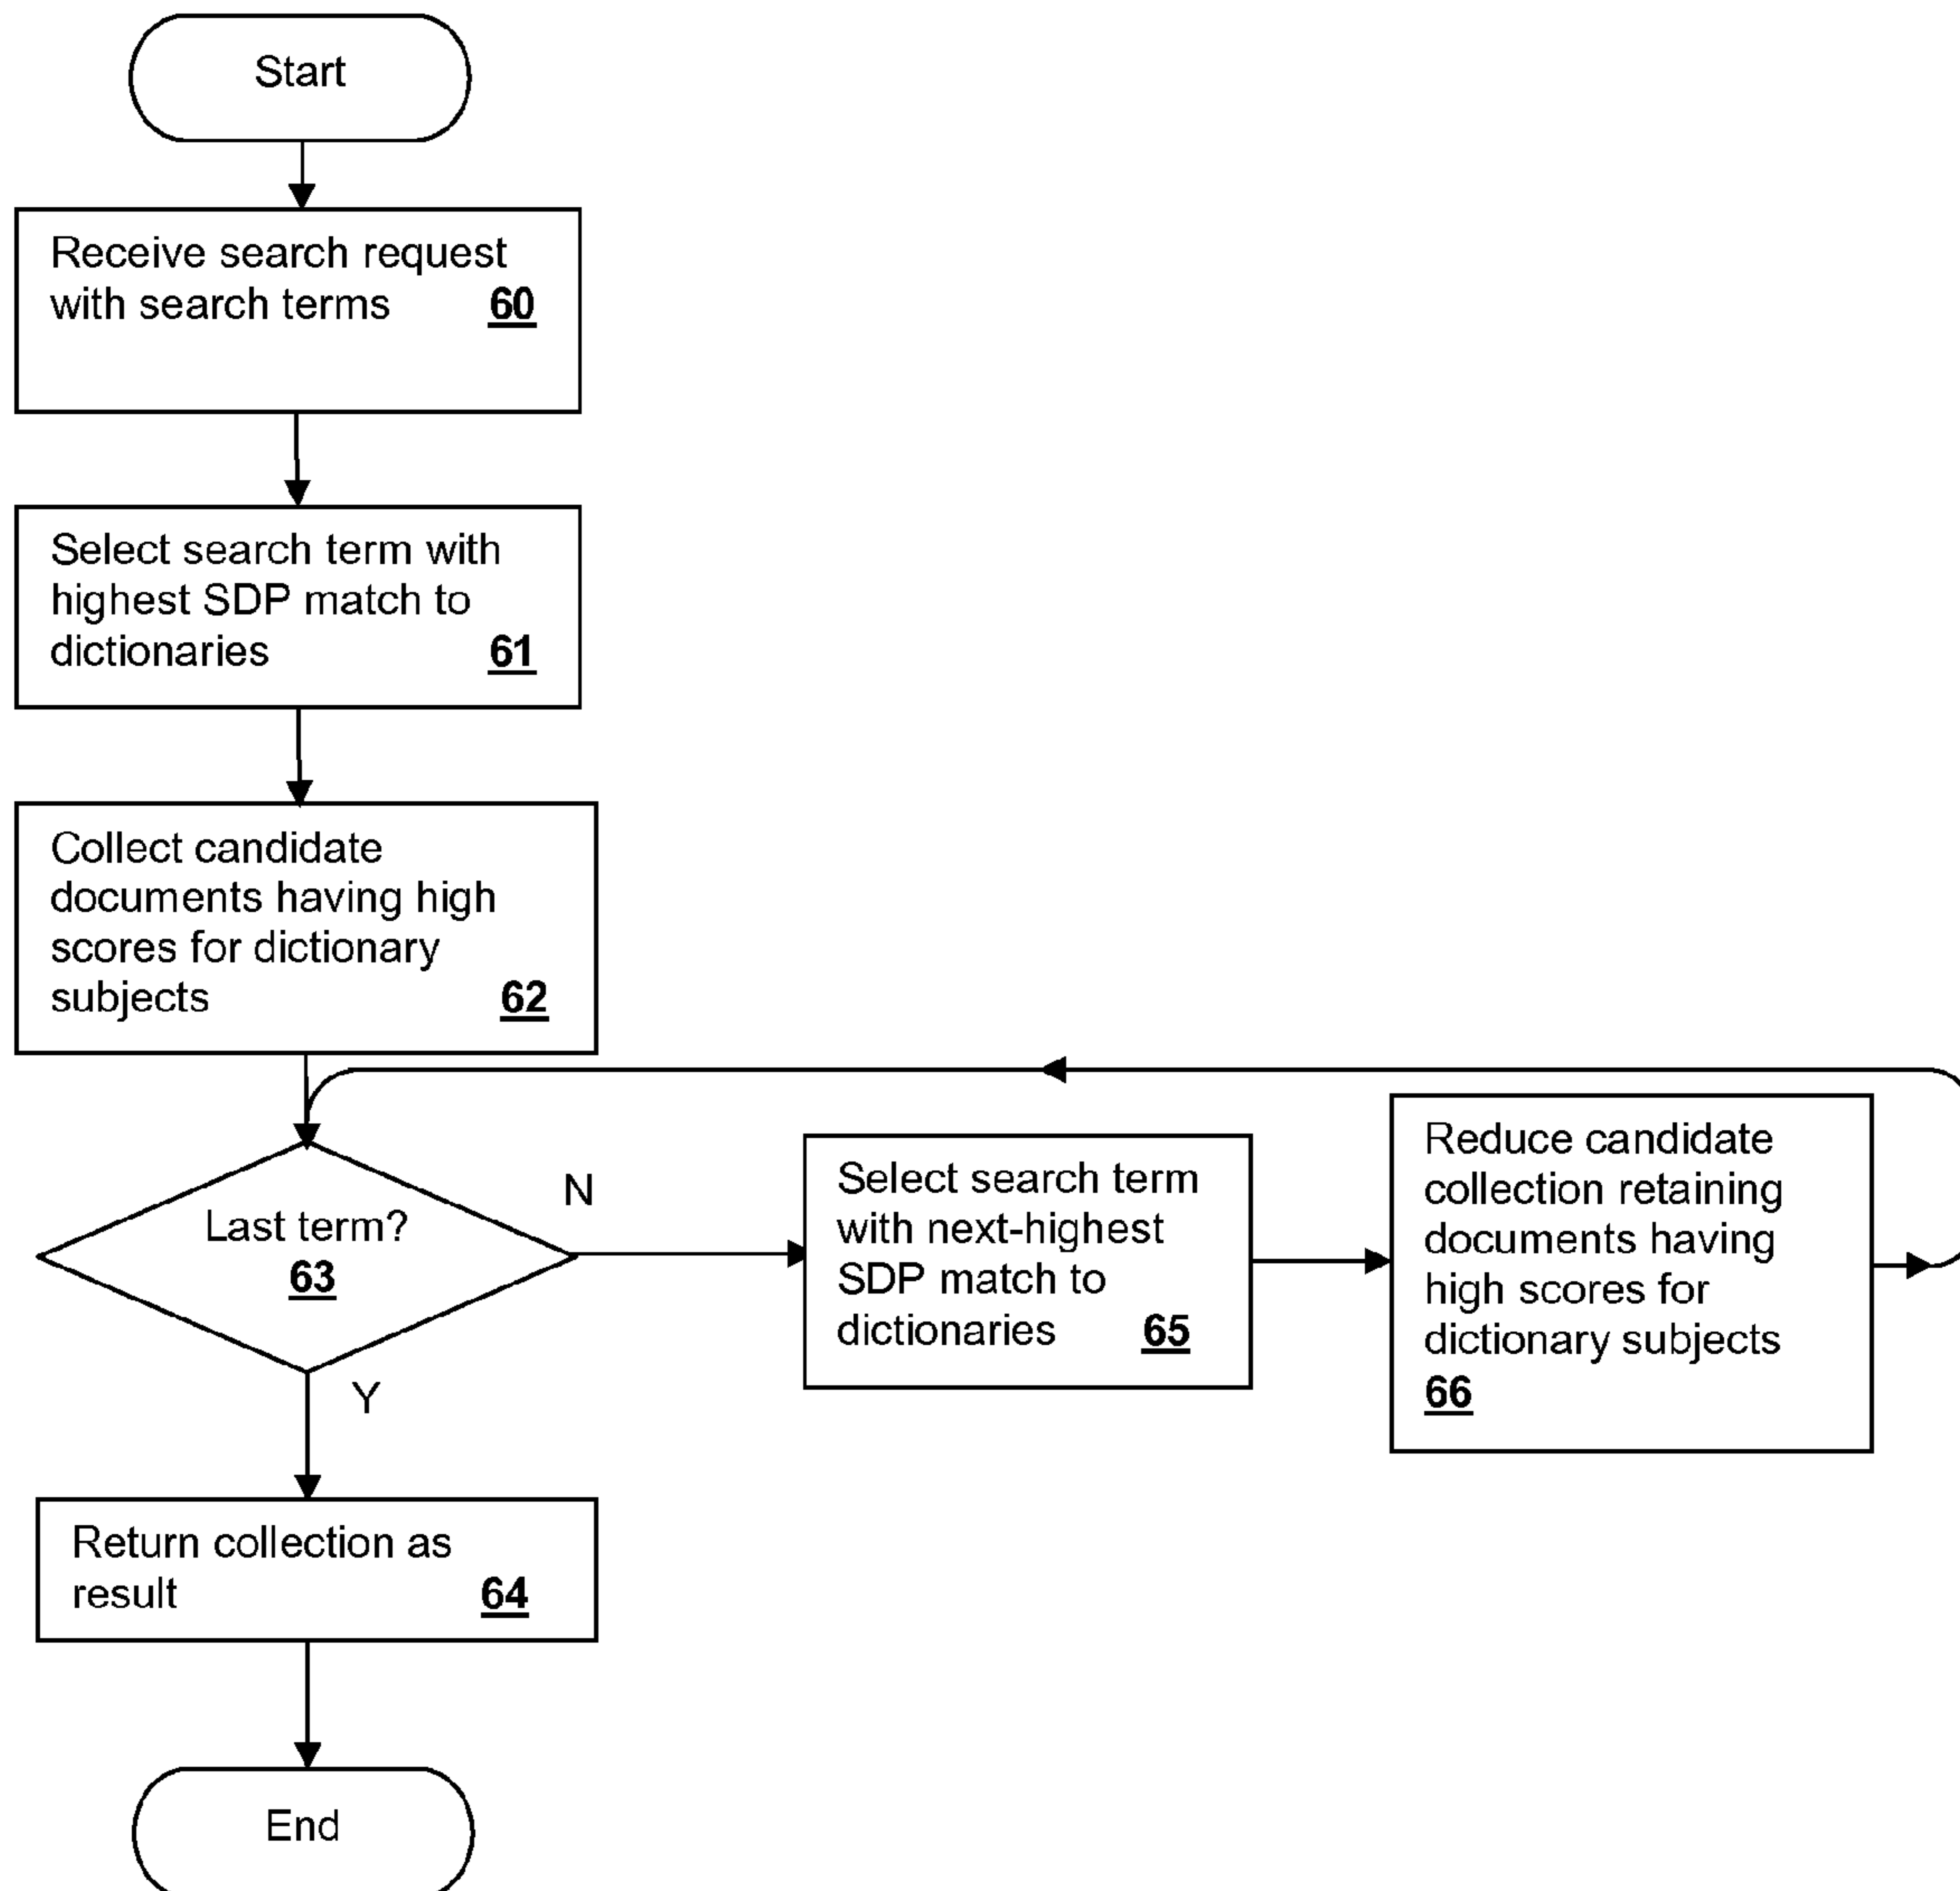 Start
Receive search request
with search terms 60
Select search term with
highest SDP match to
dictionaries 61
Collect candidate
documents having high
scores for dictionary
subjects 62
Last term?
63
N
Y
Select search term
with next-highest
SDP match to
dictionaries 65
Reduce candidate
collection retaining
documents having
high scores for
dictionary subjects
66
Return collection as
result 64
End